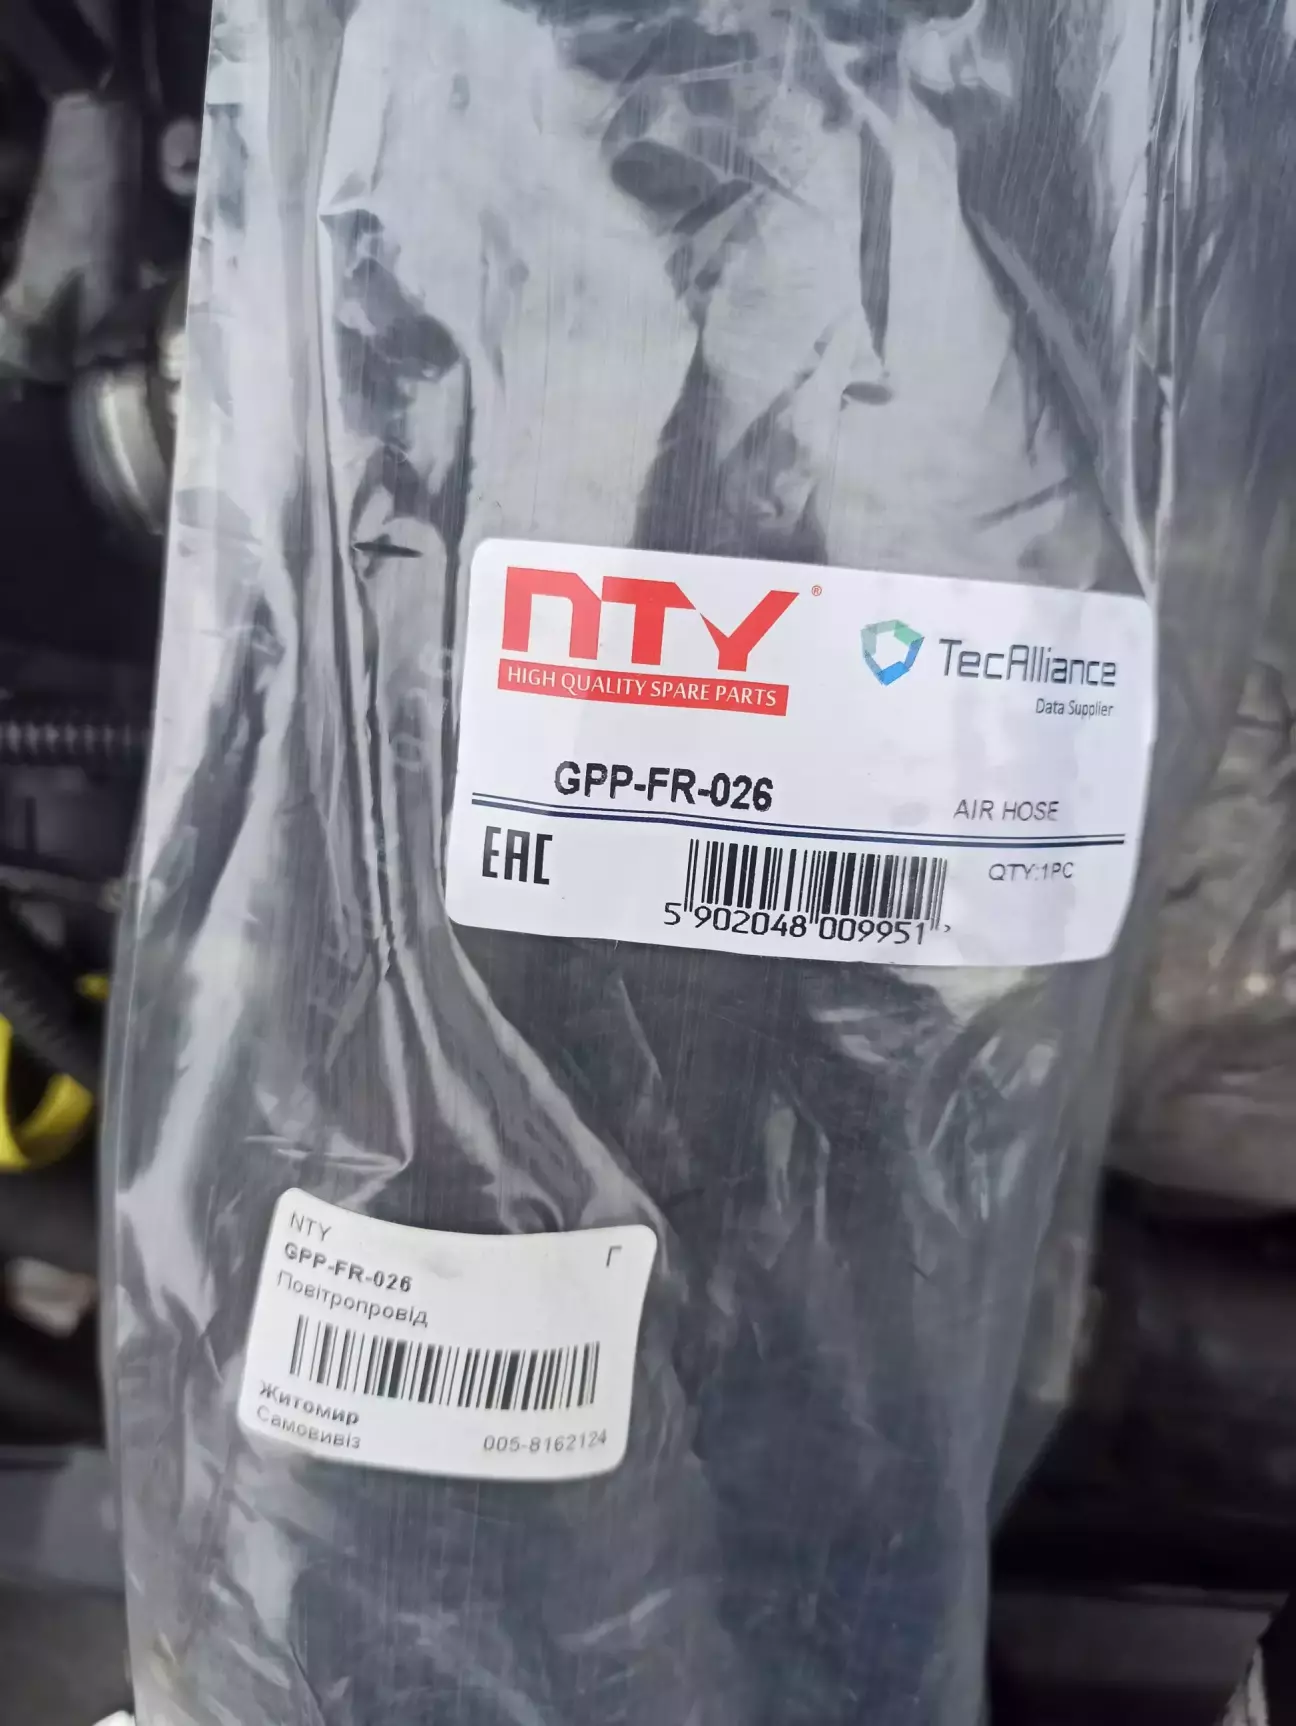 NTY ®
HIGH QUALITY SPARE PARTS
TecAlliance
Data Supplier
GPP-FR-026
AIR HOSE
EAC
QTY:1PC
5 902048 009951 >
NTY
Г
GPP-FR-026
Повітропровід
Житомир
Самовивіз
005-8162124